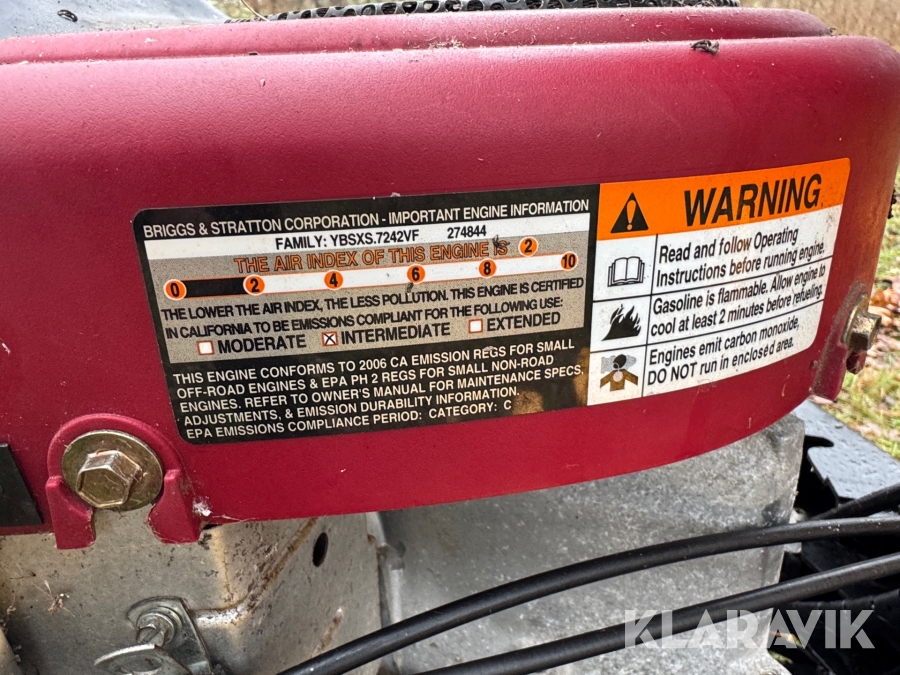 BRIGGS & STRATTON CORPORATION - IMPORTANT ENGINE INFORMATION
FAMILY: YBSXS.7242VF 274844
THE AIR INDEX OF THIS ENGINE IS 2
0 2 4 6 8 10
THE LOWER THE AIR INDEX, THE LESS POLLUTION. THIS ENGINE IS CERTIFIED
IN CALIFORNIA TO BE EMISSIONS COMPLIANT FOR THE FOLLOWING USE:
MODERATE INTERMEDIATE EXTENDED
THIS ENGINE CONFORMS TO 2006 CA EMISSION REGS FOR SMALL
OFF-ROAD ENGINES & EPA PH 2 REGS FOR SMALL NON-ROAD
ENGINES. REFER TO OWNER'S MANUAL FOR MAINTENANCE SPECS,
ADJUSTMENTS, & EMISSION DURABILITY INFORMATION.
EPA EMISSIONS COMPLIANCE PERIOD: CATEGORY: C
WARNING
Read and follow Operating
Instructions before running engine.
Gasoline is flammable. Allow engine to
cool at least 2 minutes before refueling.
Engines emit carbon monoxide,
DO NOT run in enclosed area.
KLARAVIK